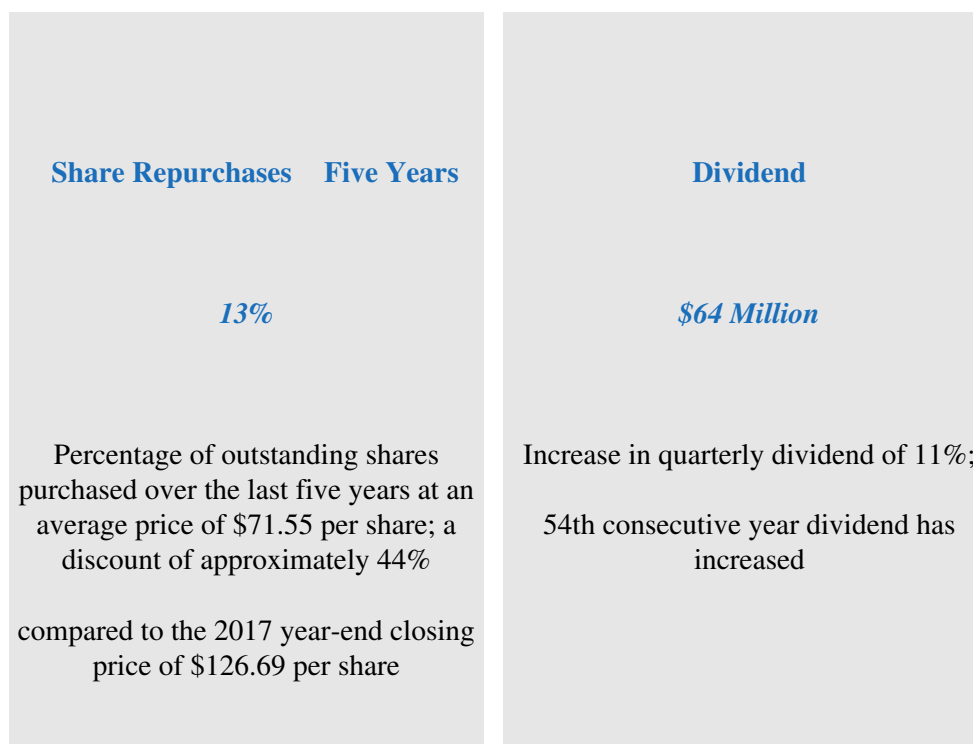 Share Repurchases Five Years
13%
Percentage of outstanding shares
purchased over the last five years at an
average price of $71.55 per share; a
discount of approximately 44%
compared to the 2017 year-end closing
price of $126.69 per share
Dividend
$64 Million
Increase in quarterly dividend of 11%;
54th consecutive year dividend has
increased